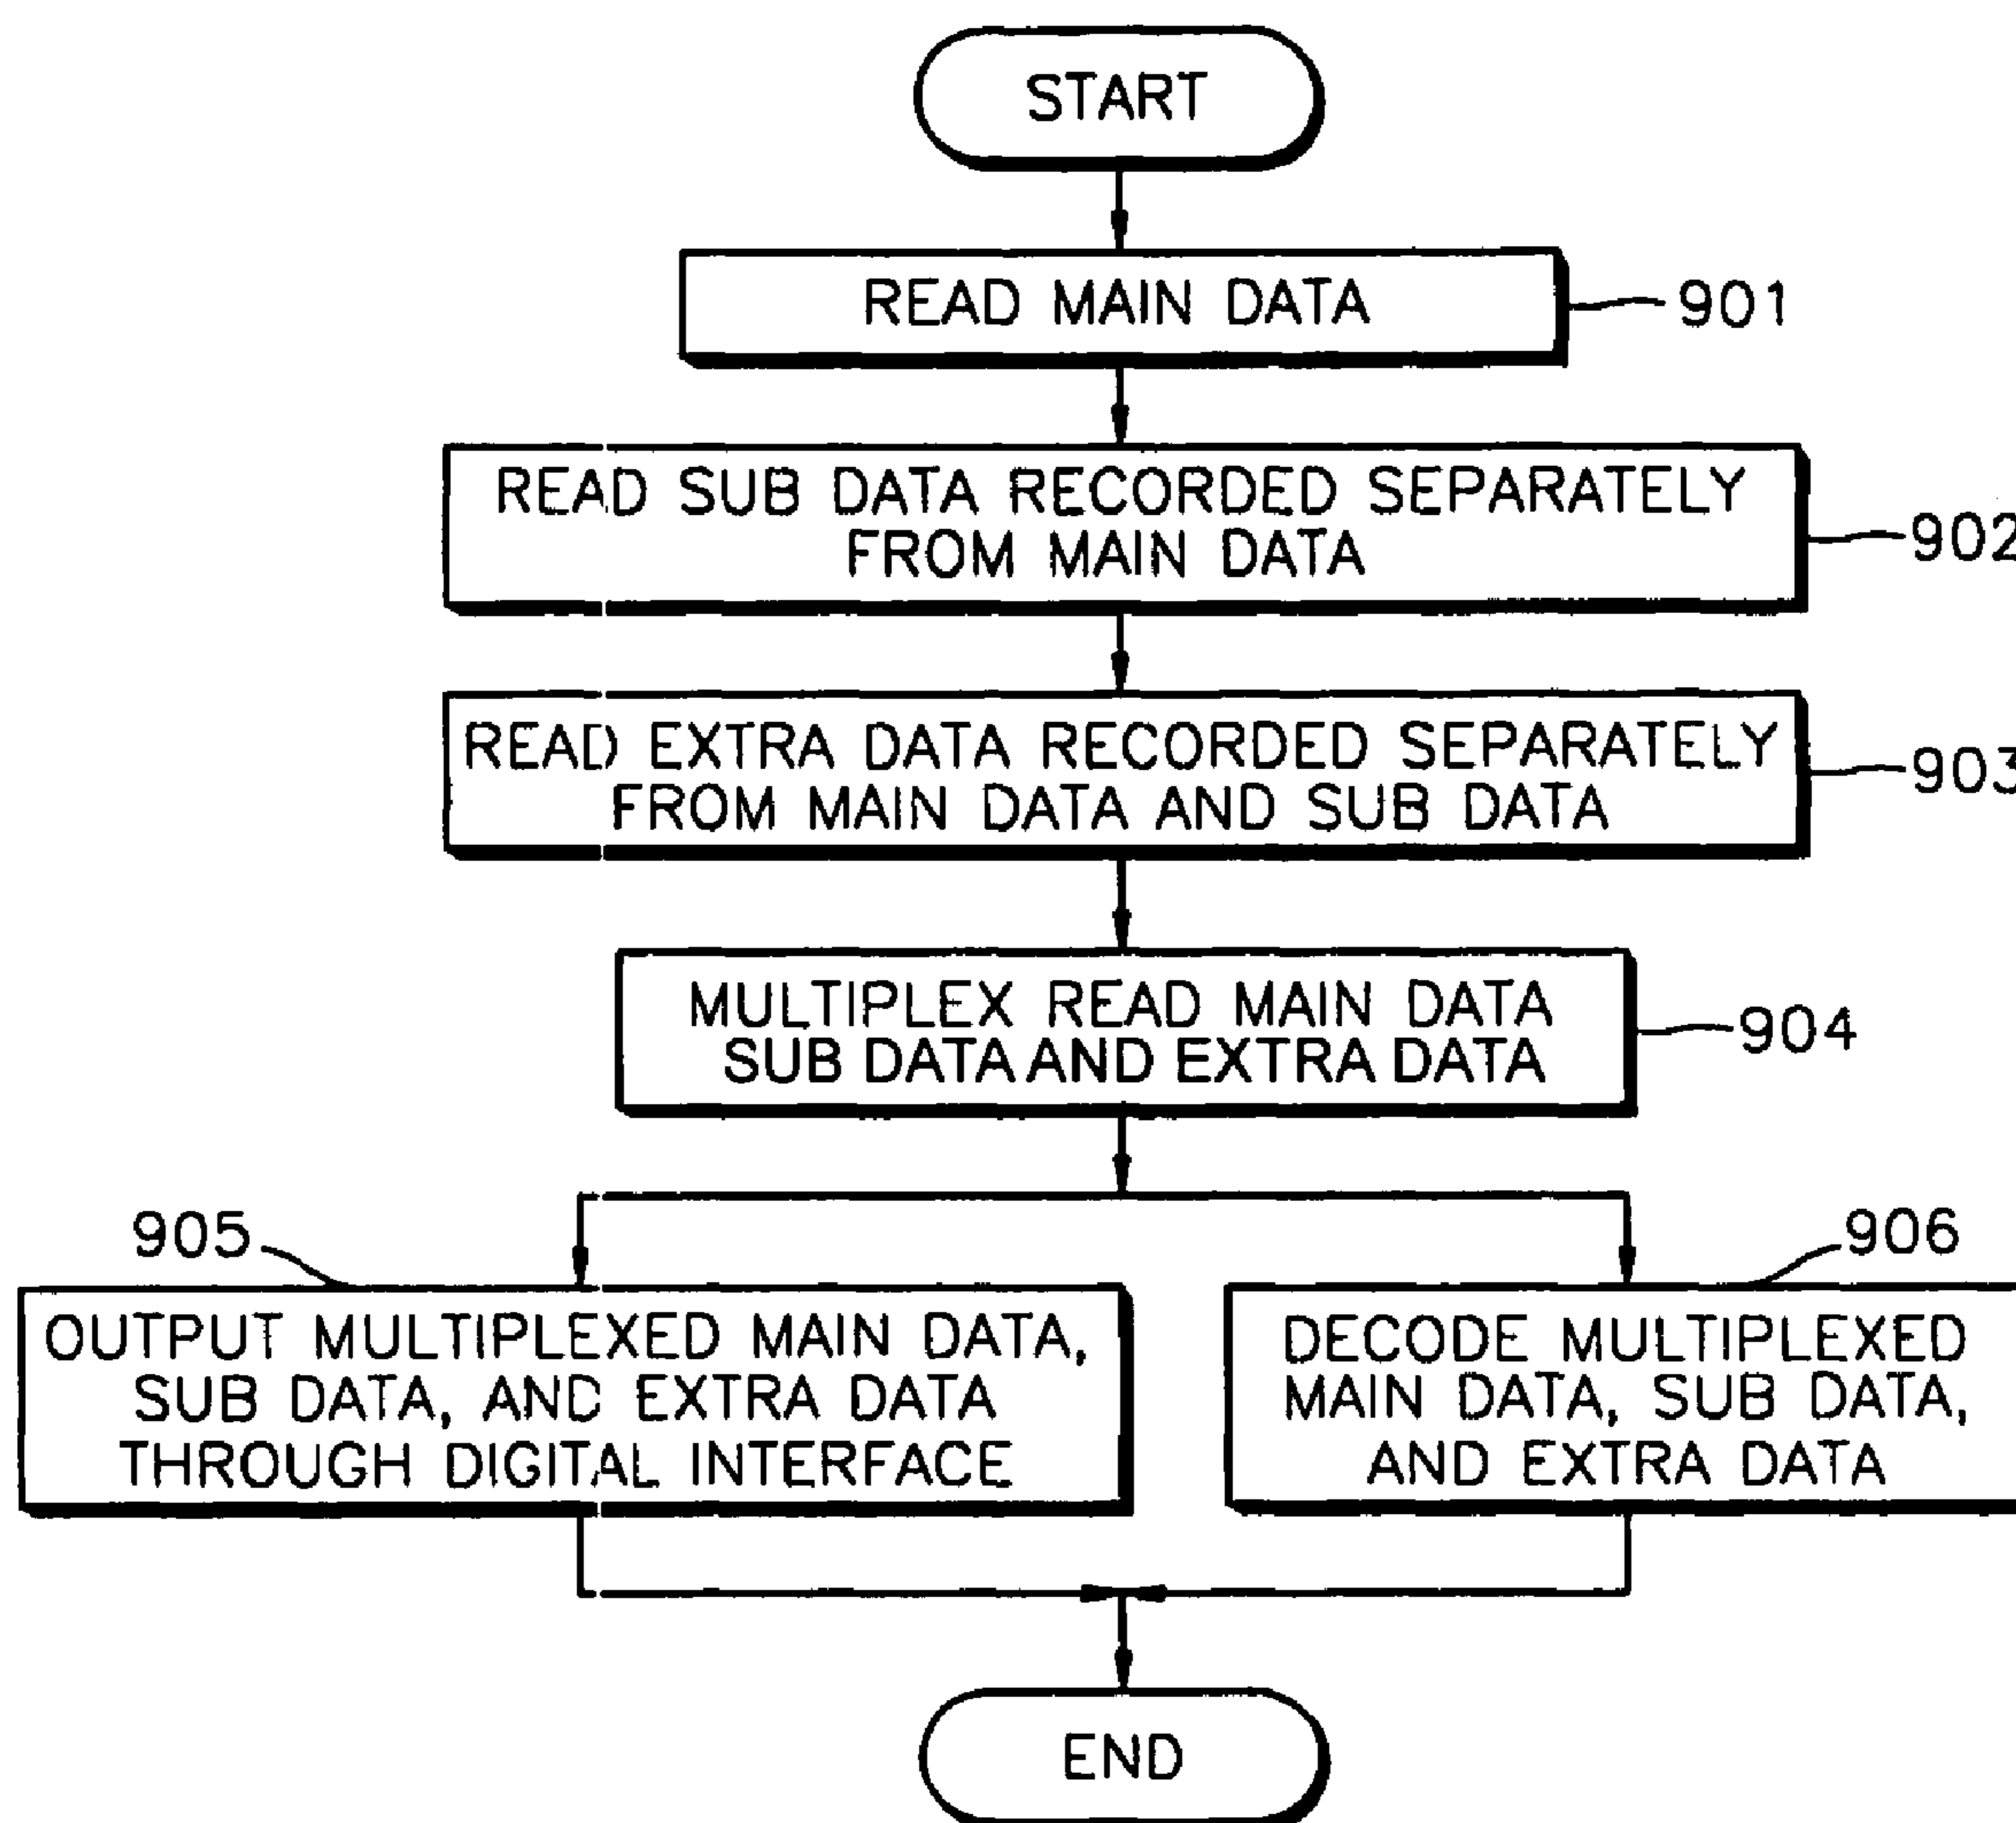 START
READ MAIN DATA
901
READ SUB DATA RECORDED SEPARATELY
FROM MAIN DATA
902
READ EXTRA DATA RECORDED SEPARATELY
FROM MAIN DATA AND SUB DATA
903
MULTIPLEX READ MAIN DATA
SUB DATA AND EXTRA DATA
904
905
906
OUTPUT MULTIPLEXED MAIN DATA,
SUB DATA, AND EXTRA DATA
THROUGH DIGITAL INTERFACE
DECODE MULTIPLEXED
MAIN DATA, SUB DATA,
AND EXTRA DATA
END